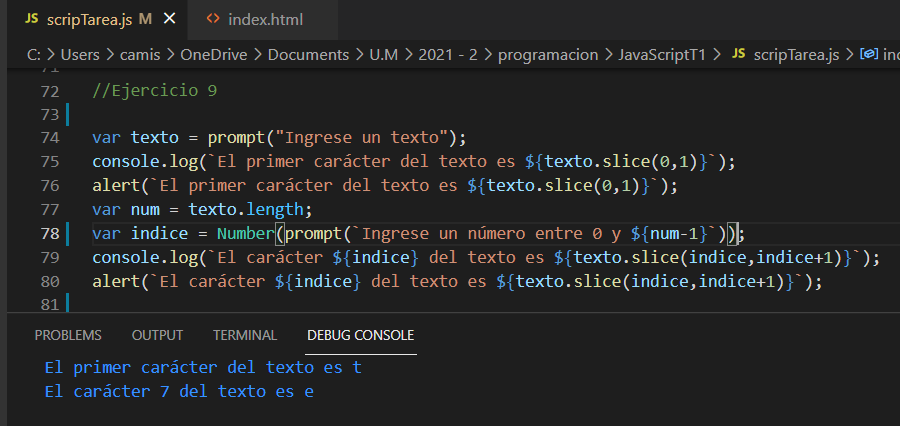 JS scripTarea.js M × <> index.html
C: > Users > camis > OneDrive > Documents > U.M > 2021 - 2 > programacion > JavaScriptT1 > JS scripTarea.js >
71
72 //Ejercicio 9
73
74 var texto = prompt("Ingrese un texto");
75 console.log(`El primer carácter del texto es ${texto.slice(0,1)}`);
76 alert(`El primer carácter del texto es ${texto.slice(0,1)}`);
77 var num = texto.length;
78 var indice = Number(prompt(`Ingrese un número entre 0 y ${num-1}`));
79 console.log(`El carácter ${indice} del texto es ${texto.slice(indice,indice+1)}`);
80 alert(`El carácter ${indice} del texto es ${texto.slice(indice,indice+1)}`);
81
PROBLEMS OUTPUT TERMINAL DEBUG CONSOLE
El primer carácter del texto es t
El carácter 7 del texto es e